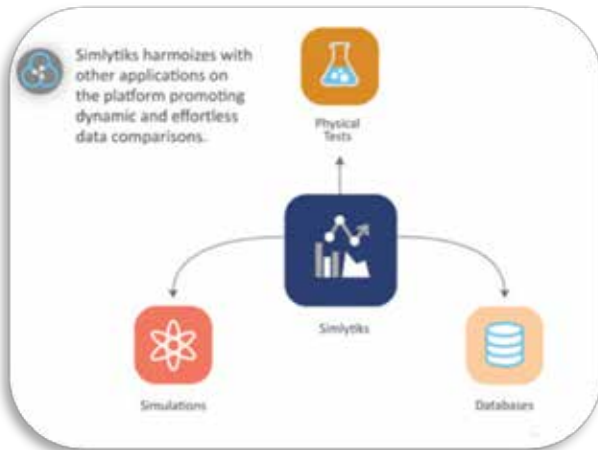 Simlytiks harmoizes with
other applications on
the platform promoting
dynamic and effortless
data comparisons.
Physical
Tests
Simlytiks
Simulations
Databases